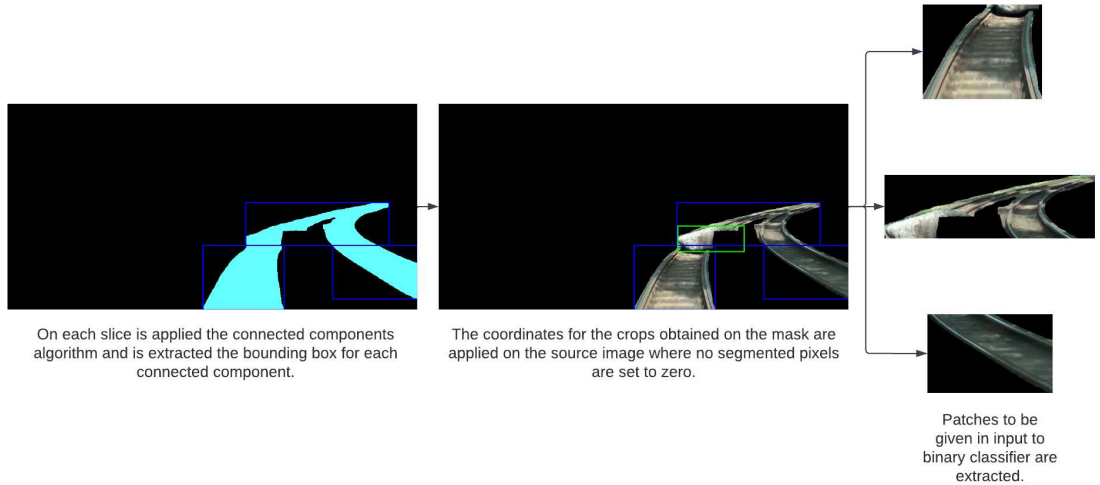 On each slice is applied the connected components
algorithm and is extracted the bounding box for each
connected component.
The coordinates for the crops obtained on the mask are
applied on the source image where no segmented pixels
are set to zero.
Patches to be
given in input to
binary classifier are
extracted.